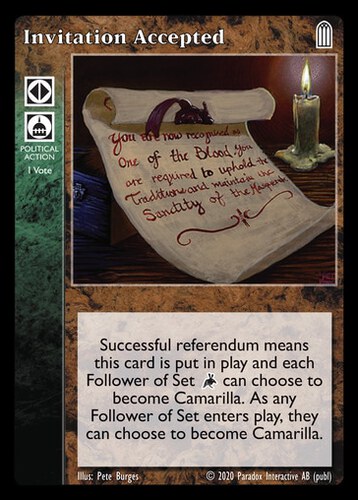 Invitation Accepted
POLITICAL
ACTION
1 Vote
You are now recognised as
One of the Blood. You
are required to uphold the
Traditions and maintain the
Sanctity of the Masquerade
Successful referendum means
this card is put in play and each
Follower of Set can choose to
become Camarilla. As any
Follower of Set enters play, they
can choose to become Camarilla.
Illus: Pete Burges © 2020 Paradox Interactive AB (publ)